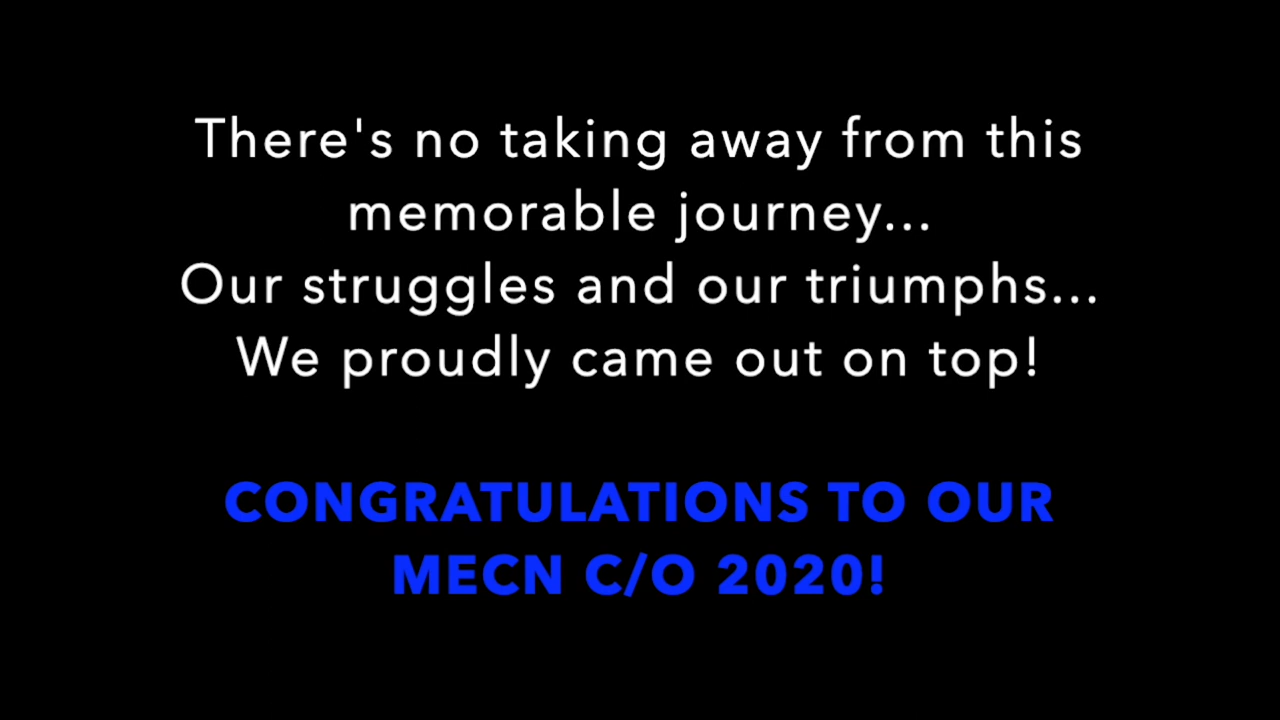 There's no taking away from this
memorable journey...
Our struggles and our triumphs...
We proudly came out on top!
CONGRATULATIONS TO OUR
MECN C/O 2020!